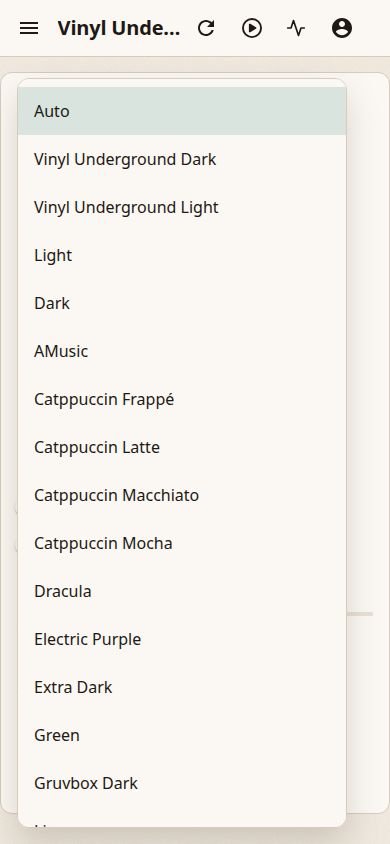 Vinyl Unde...
Auto
Vinyl Underground Dark
Vinyl Underground Light
Light
Dark
AMusic
Catppuccin Frappé
Catppuccin Latte
Catppuccin Macchiato
Catppuccin Mocha
Dracula
Electric Purple
Extra Dark
Green
Gruvbox Dark